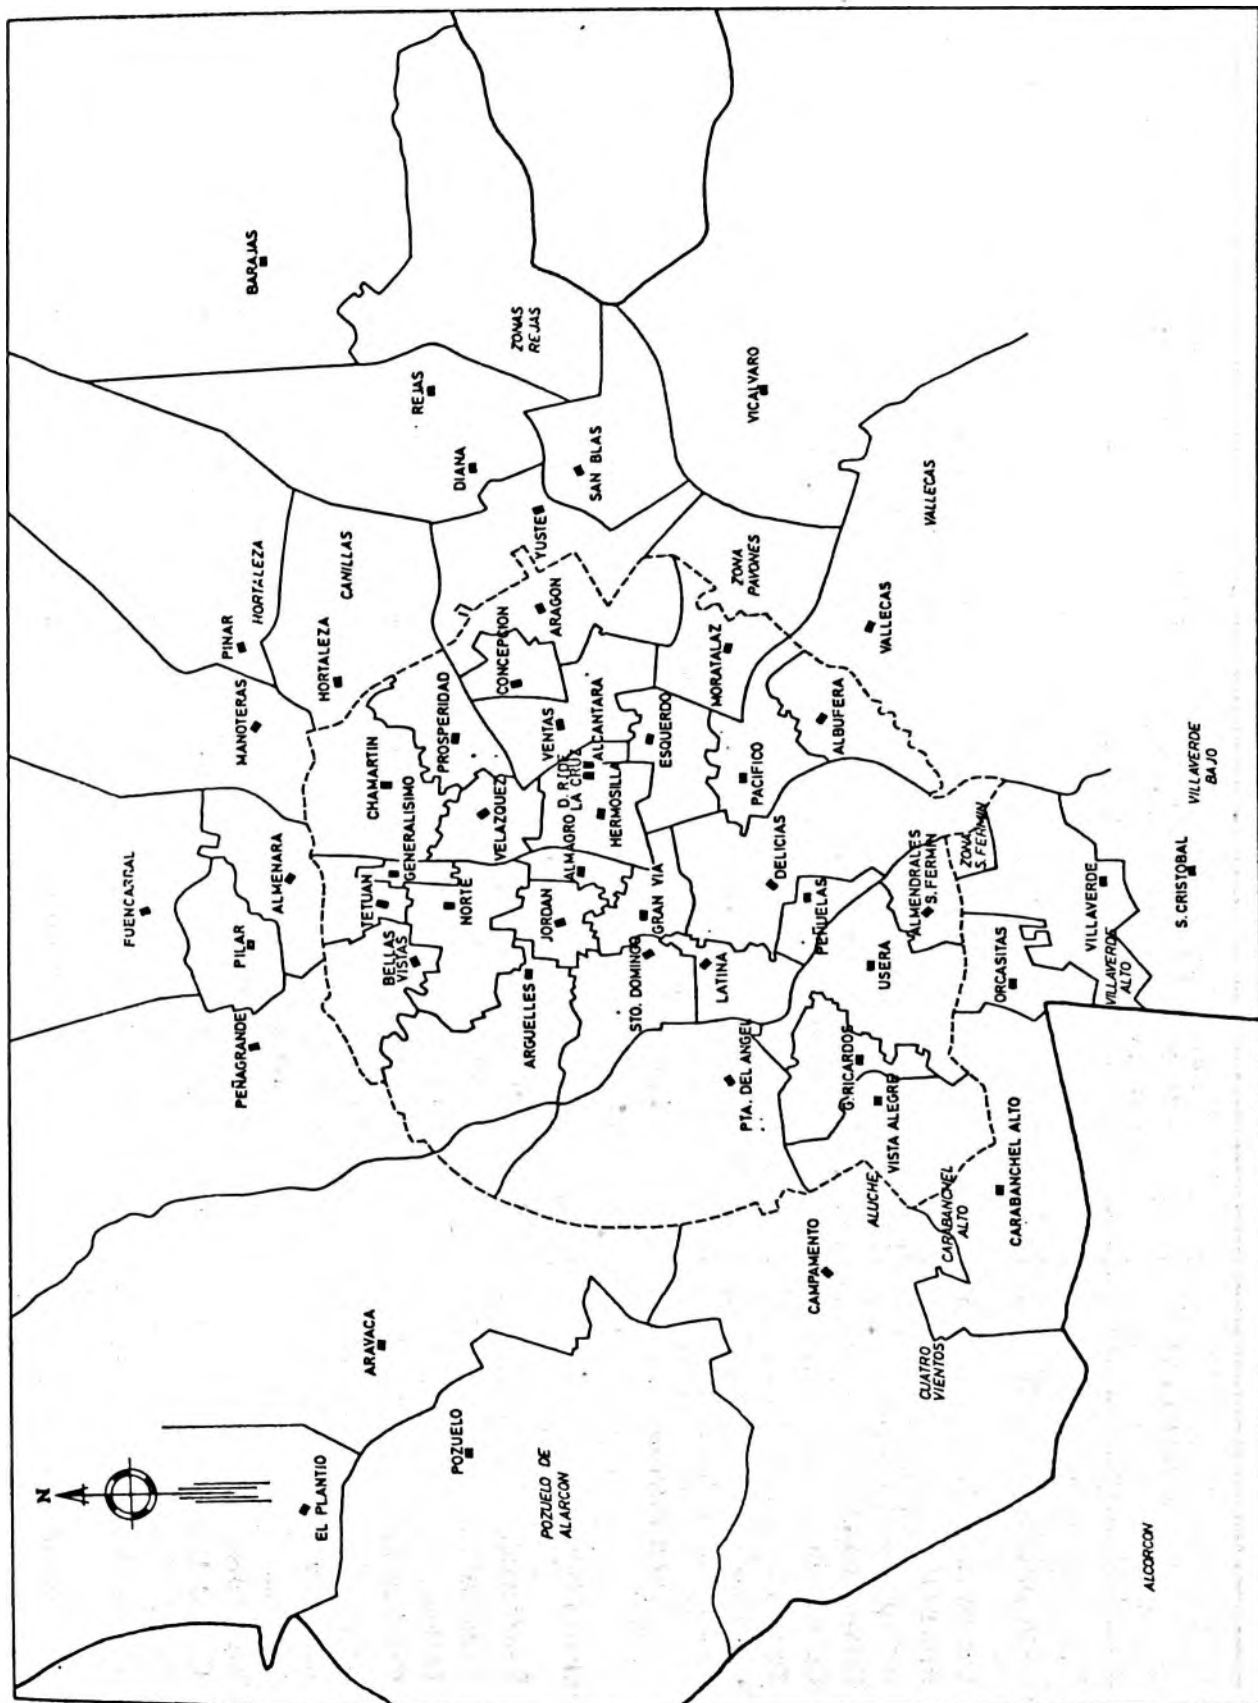 N
EL PLANTIO
ARAVACA
POZUELO
POZUELO DE
ALARCON
ALCORCON
FUENCARRAL
PEÑAGRANDE
PILAR
ALMENARA
MANOTERAS
PINAR
HORTALEZA
BARAJAS
HORTALEZA
CANILLAS
REJAS
ZONAS
REJAS
DIANA
SAN BLAS
YUSTE
CHAMARTIN
GENERALISIMO
TETUAN
BELLAS
VISTAS
NORTE
PROSPERIDAD
VELAZQUEZ
CONCEPCION
ARAGON
VENTAS
ARGUELLES
JORDAN
ALMAGRO
D. R. DE
LA CRUZ
ALCANTARA
HERMOSILLA
GRAN VIA
STO. DOMINGO
ESQUERDO
LATINA
MORATALAZ
ZONA
PAVONES
VICALVARO
PTA. DEL ANGEL
PACIFICO
DELICIAS
PEÑUELAS
ALBUFERA
VALLECAS
VALLECAS
CAMPAMENTO
ALUCHE
G. RICARDOS
VISTA ALEGRE
USERA
ALMENDRALES
S. FERMIN
ZONA
S. FERMIN
CUATRO
VIENTOS
CARABANCHEL
ALTO
CARABANCHEL ALTO
ORCASITAS
VILLAVERDE
VILLAVERDE
ALTO
S. CRISTOBAL
VILLAVERDE
BAJO